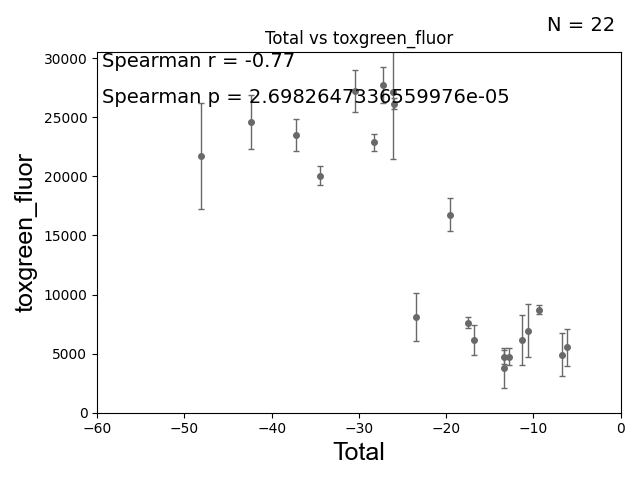 N = 22
Total vs toxgreen_fluor
Spearman r = -0.77
Spearman p = 2.6982647336559976e-05
30000
25000
20000
15000
10000
5000
0
toxgreen_fluor
−60 −50 −40 −30 −20 −10 0
Total